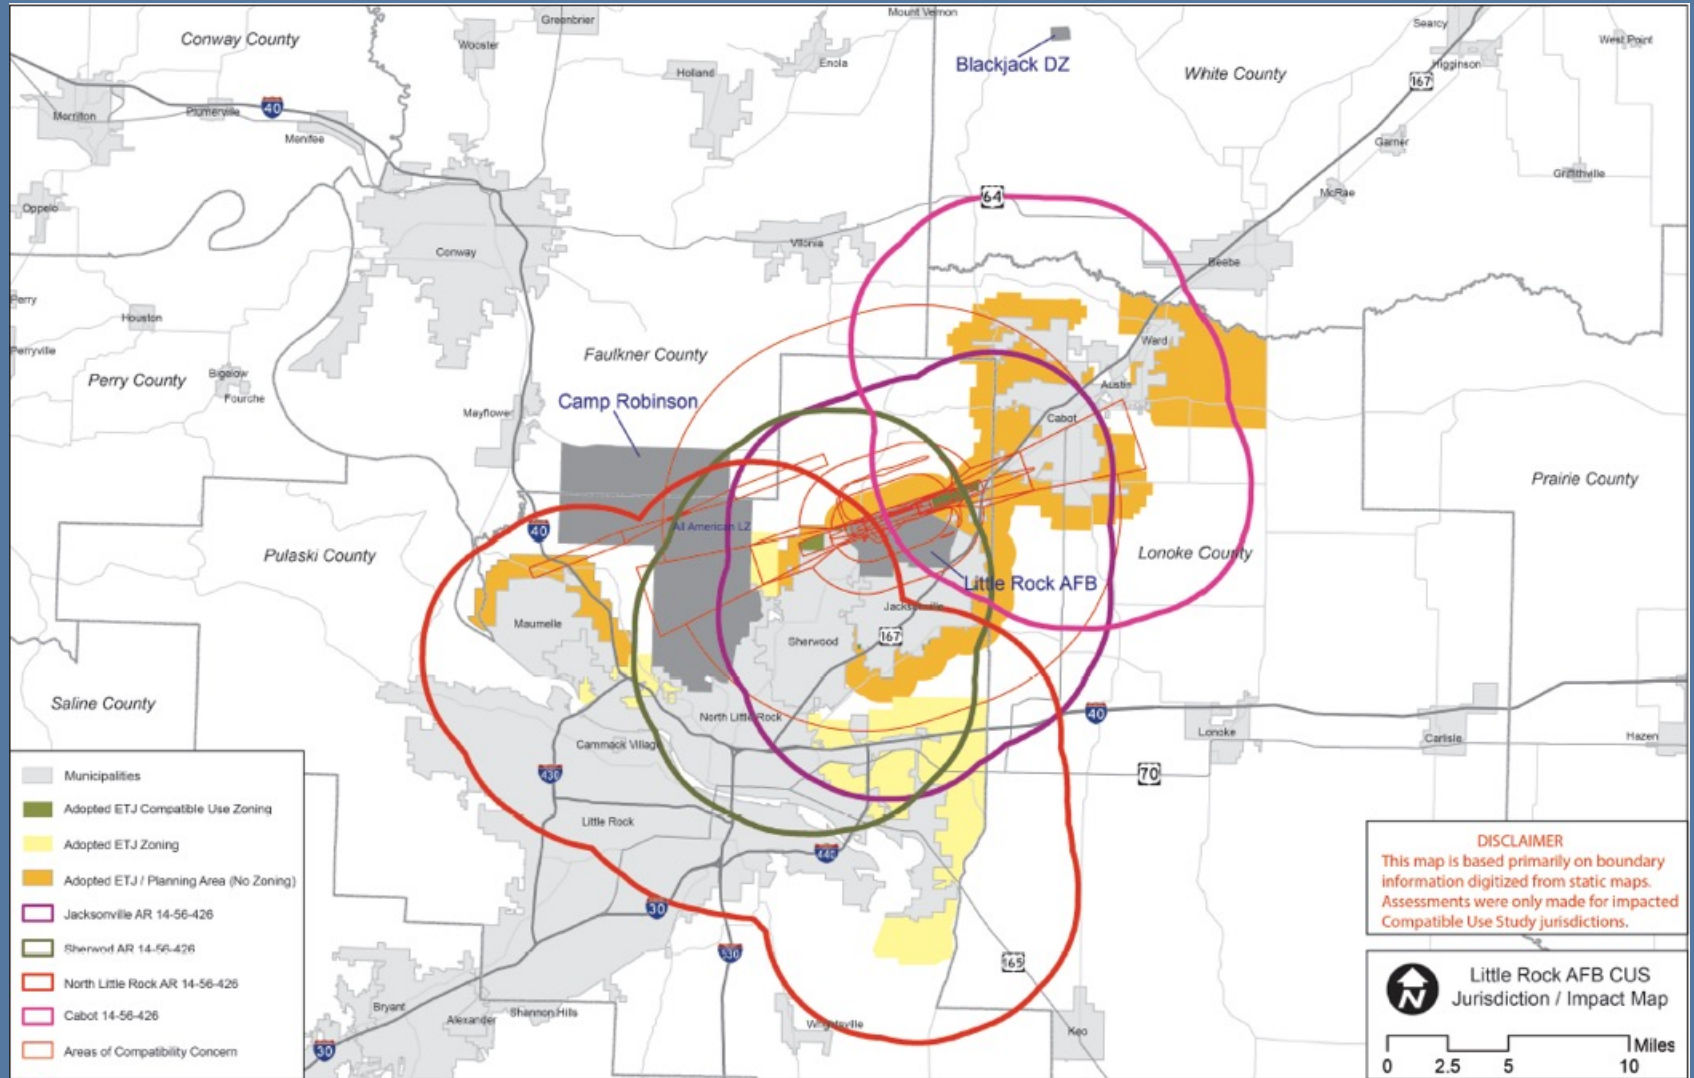 Greenbrier
Mount Vernon
Searcy
West Point
Conway County
Wooster
Enola
Holland
Blackjack DZ
White County
Higginson
167
Morrilton
Plumerville
40
Menifee
Garner
Griffithville
McRae
Oppelo
64
Conway
Vilonia
Beebe
Perry
Houston
Perryville
Faulkner County
Ward
Perry County
Bigelow
Fourche
Austin
Mayflower
Camp Robinson
Cabot
Prairie County
All American LZ
40
Pulaski County
Lonoke County
Little Rock AFB
Jacksonville
Maumelle
Sherwood
167
Saline County
North Little Rock
40
Lonoke
Carlisle
Hazen
Cammack Village
430
70
Little Rock
440
30
530
165
Bryant
Alexander
Shannon Hills
Wrightsville
Keo
30
Municipalities
Adopted ETJ Compatible Use Zoning
Adopted ETJ Zoning
Adopted ETJ / Planning Area (No Zoning)
Jacksonville AR 14-56-426
Sherwod AR 14-56-426
North Little Rock AR 14-56-426
Cabot 14-56-426
Areas of Compatibility Concern
DISCLAIMER
This map is based primarily on boundary
information digitized from static maps.
Assessments were only made for impacted
Compatible Use Study jurisdictions.
N
Little Rock AFB CUS
Jurisdiction / Impact Map
Miles
0 2.5 5 10